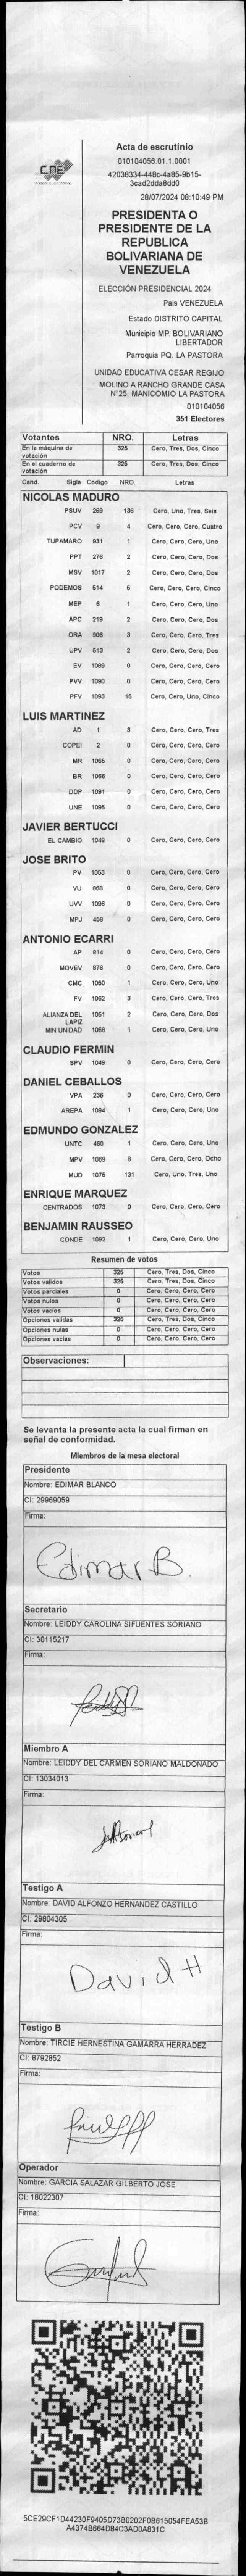 CNE
Acta de escrutinio
010104056.01.1.0001
42038334-448c-4a85-9b15-
3cad2dda8dd0
28/07/2024 08:10:49 PM
PRESIDENTA O
PRESIDENTE DE LA
REPUBLICA
BOLIVARIANA DE
VENEZUELA
ELECCIÓN PRESIDENCIAL 2024
País VENEZUELA
Estado DISTRITO CAPITAL
Municipio MP. BOLIVARIANO
LIBERTADOR
Parroquia PQ. LA PASTORA
UNIDAD EDUCATIVA CESAR REGIJO
MOLINO A RANCHO GRANDE CASA
N°25, MANICOMIO LA PASTORA
010104056
351 Electores
Votantes NRO. Letras
En la máquina de votación 325 Cero, Tres, Dos, Cinco
En el cuaderno de votación 325 Cero, Tres, Dos, Cinco
Cand. Sigla Código NRO. Letras
NICOLAS MADURO
PSUV 269 136 Cero, Uno, Tres, Seis
PCV 9 4 Cero, Cero, Cero, Cuatro
TUPAMARO 931 1 Cero, Cero, Cero, Uno
PPT 276 2 Cero, Cero, Cero, Dos
MSV 1017 2 Cero, Cero, Cero, Dos
PODEMOS 514 5 Cero, Cero, Cero, Cinco
MEP 6 1 Cero, Cero, Cero, Uno
APC 219 2 Cero, Cero, Cero, Dos
ORA 906 3 Cero, Cero, Cero, Tres
UPV 613 2 Cero, Cero, Cero, Dos
EV 1089 0 Cero, Cero, Cero, Cero
PVV 1090 0 Cero, Cero, Cero, Cero
PFV 1093 15 Cero, Cero, Uno, Cinco
LUIS MARTINEZ
AD 1 3 Cero, Cero, Cero, Tres
COPEI 2 0 Cero, Cero, Cero, Cero
MR 1065 0 Cero, Cero, Cero, Cero
BR 1066 0 Cero, Cero, Cero, Cero
DDP 1091 0 Cero, Cero, Cero, Cero
UNE 1095 0 Cero, Cero, Cero, Cero
JAVIER BERTUCCI
EL CAMBIO 1048 0 Cero, Cero, Cero, Cero
JOSE BRITO
PV 1053 0 Cero, Cero, Cero, Cero
VU 868 0 Cero, Cero, Cero, Cero
UVV 1096 0 Cero, Cero, Cero, Cero
MPJ 458 0 Cero, Cero, Cero, Cero
ANTONIO ECARRI
AP 814 0 Cero, Cero, Cero, Cero
MOVEV 878 0 Cero, Cero, Cero, Cero
CMC 1050 1 Cero, Cero, Cero, Uno
FV 1062 3 Cero, Cero, Cero, Tres
ALIANZA DEL LAPIZ 1051 2 Cero, Cero, Cero, Dos
MIN UNIDAD 1068 1 Cero, Cero, Cero, Uno
CLAUDIO FERMIN
SPV 1049 0 Cero, Cero, Cero, Cero
DANIEL CEBALLOS
VPA 236 0 Cero, Cero, Cero, Cero
AREPA 1094 1 Cero, Cero, Cero, Uno
EDMUNDO GONZALEZ
UNTC 460 1 Cero, Cero, Cero, Uno
MPV 1069 8 Cero, Cero, Cero, Ocho
MUD 1075 131 Cero, Uno, Tres, Uno
ENRIQUE MARQUEZ
CENTRADOS 1073 0 Cero, Cero, Cero, Cero
BENJAMIN RAUSSEO
CONDE 1092 1 Cero, Cero, Cero, Uno
Resumen de votos
Votos 325 Cero, Tres, Dos, Cinco
Votos validos 325 Cero, Tres, Dos, Cinco
Votos parciales 0 Cero, Cero, Cero, Cero
Votos nulos 0 Cero, Cero, Cero, Cero
Votos vacíos 0 Cero, Cero, Cero, Cero
Opciones validas 325 Cero, Tres, Dos, Cinco
Opciones nulas 0 Cero, Cero, Cero, Cero
Opciones vacías 0 Cero, Cero, Cero, Cero
Observaciones:
Se levanta la presente acta la cual firman en
señal de conformidad.
Miembros de la mesa electoral
Presidente
Nombre: EDIMAR BLANCO
CI: 29969059
Firma:
Edimar B.
Secretario
Nombre: LEIDDY CAROLINA SIFUENTES SORIANO
CI: 30115217
Firma:
Miembro A
Nombre: LEIDDY DEL CARMEN SORIANO MALDONADO
CI: 13034013
Firma:
Testigo A
Nombre: DAVID ALFONZO HERNANDEZ CASTILLO
CI: 29804305
Firma:
David H
Testigo B
Nombre: TIRCIE HERNESTINA GAMARRA HERRADEZ
CI: 8792852
Firma:
Operador
Nombre: GARCIA SALAZAR GILBERTO JOSE
CI: 18022307
Firma:
5CE29CF1D44230F9405D73B0202F0B615054FEA53B
A4374B664D84C3AD0A831C